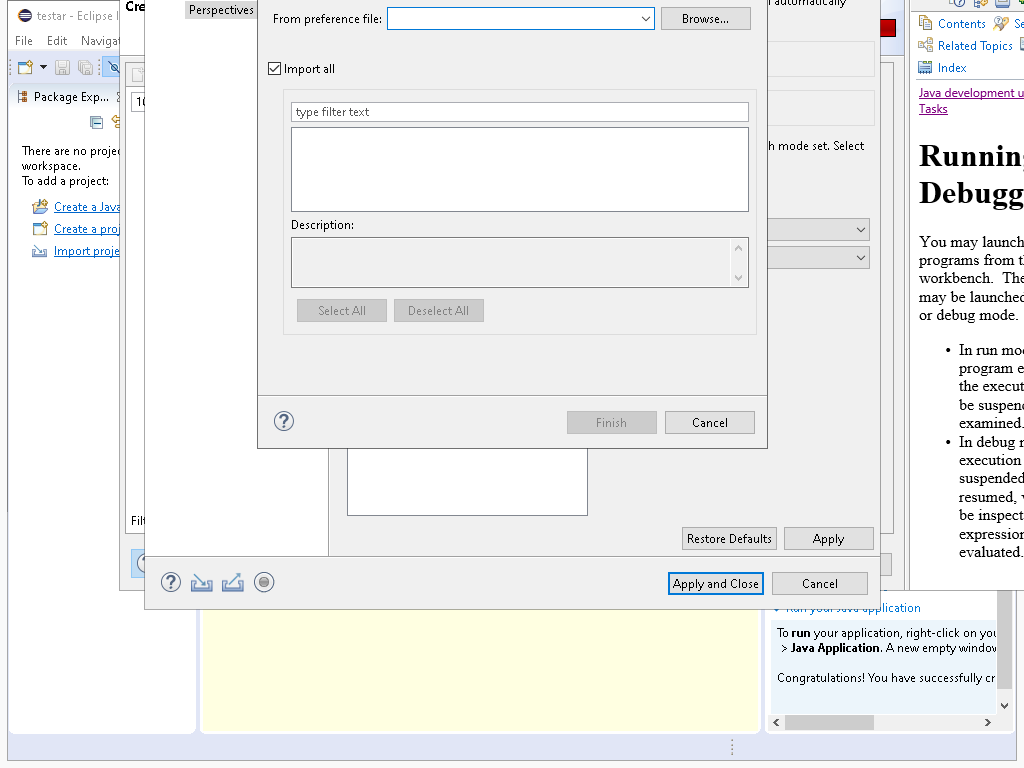 testar - Eclipse I
File Edit Navigat
Package Exp...
There are no projec
workspace.
To add a project:
Create a Java
Create a proj
Import proje
Cre
10
Filt
Perspectives
From preference file:
Browse...
Import all
type filter text
Description:
Select All
Deselect All
Finish
Cancel
automatically
h mode set. Select
Restore Defaults
Apply
Apply and Close
Cancel
Contents
Se
Related Topics
Index
Java development u
Tasks
Running
Debugg
You may launch
programs from th
workbench. The
may be launched
or debug mode.
• In run mod
program e
the execut
be suspend
examined.
• In debug m
execution
suspended
resumed, v
be inspect
expression
evaluated.
Run your Java application
To run your application, right-click on you
> Java Application. A new empty window
Congratulations! You have successfully cr